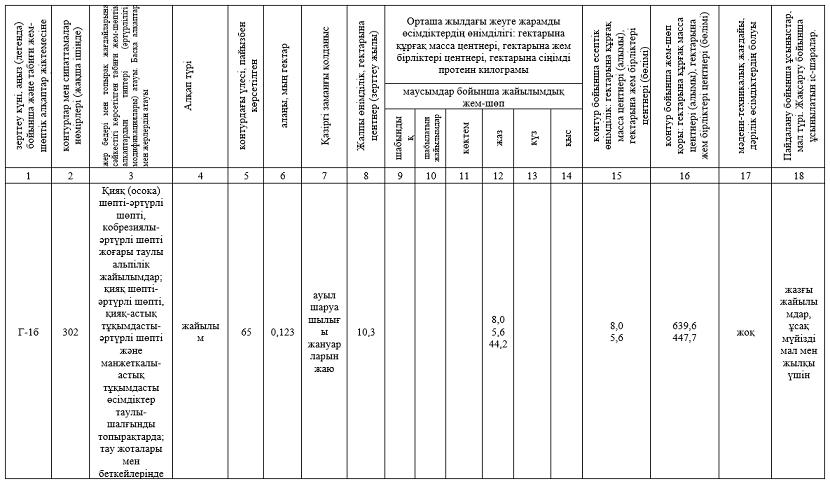 зерттеу күні, аңыз (легенда)
бойынша және табиғи жем-
шөптік алқаптар жіктемесіне
контурлар мен сипаттамалар
нөмірлері (жақша ішінде)
жер бедері мен топырақ жағдайларына
сәйкестігі көрсетілген табиғи жем-шөптік
алқаптардың типтері (әртүрлілігі
модификациялары) атауы. Басқа алқаптар
мен жерлердің атауы
Алқап түрі
контурдағы үлесі, пайызбен
көрсетілген
алаңы, мың гектар
Қазіргі заманғы қолданыс
Жалпы өнімділік, гектарына
центнер (зерттеу жылы)
Орташа жылдағы жеуге жарамды
өсімдіктердің өнімділігі: гектарына
құрғақ масса центнері, гектарына жем
бірліктері центнері, гектарына сіңімді
протеин килограмы
маусымдар бойынша жайылымдық
жем-шөп
шабынды
қ
шабылатын
жайылымдар
көктем
жаз
күз
қыс
контур бойынша есептік
өнімділік: гектарына құрғақ
масса центнері (алымы),
гектарына жем бірліктері
центнері (бөлімі)
контур бойынша жем-шөп
қоры: гектарына құрғақ масса
центнері (алымы), гектарына
жем бірліктері центнері (бөлімі)
мәдени-техникалық жағдайы,
дәрілік өсімдіктердің болуы
Пайдалану бойынша ұсыныстар,
мал түрі. Жақсарту бойынша
ұсынылатын іс-шаралар.
1 2 3 4 5 6 7 8 9 10 11 12 13 14 15 16 17 18
Г-16
302
Қияқ (осока)
шөпті-әртүрлі
шөпті,
кобрезиялы-
әртүрлі шөпті
жоғары таулы
альпілік
жайылымдар;
қияқ шөпті-
әртүрлі шөпті,
қияқ-астық
тұқымдасты-
әртүрлі шөпті
және
манжеткалы-
астық
тұқымдасты
өсімдіктер
таулы-
шалғынды
топырақтарда;
тау жоталары
мен
беткейлерінде
жайылы
м
65
0,123
ауыл
шаруа
шылығ
ы
жануар
ларын
жаю
10,3
8,0
5,6
44,2
8,0
5,6
639,6
447,7
жоқ
жазғы
жайылы
мдар,
ұсақ
мүйізді
мал мен
жылқы
үшін